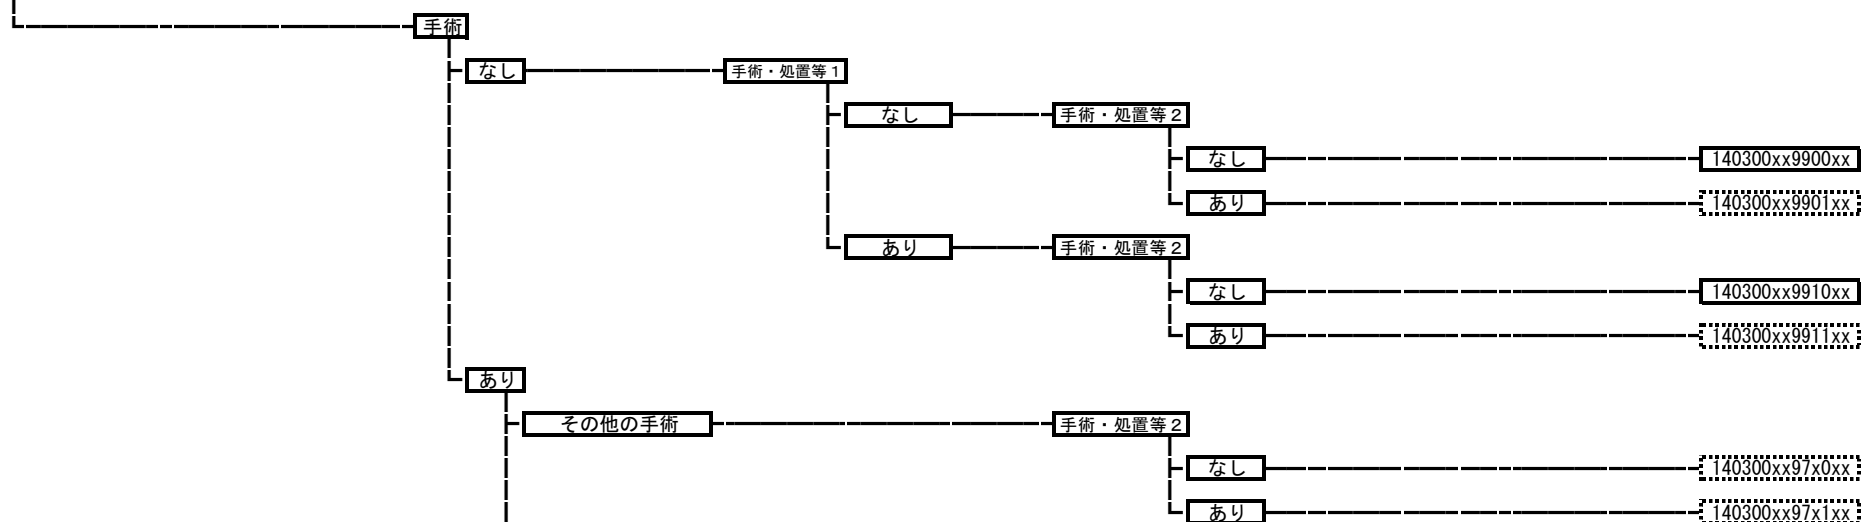 手術
なし
手術・処置等1
なし
手術・処置等2
なし
140300xx9900xx
あり
140300xx9901xx
あり
手術・処置等2
なし
140300xx9910xx
あり
140300xx9911xx
あり
その他の手術
手術・処置等2
なし
140300xx97x0xx
あり
140300xx97x1xx